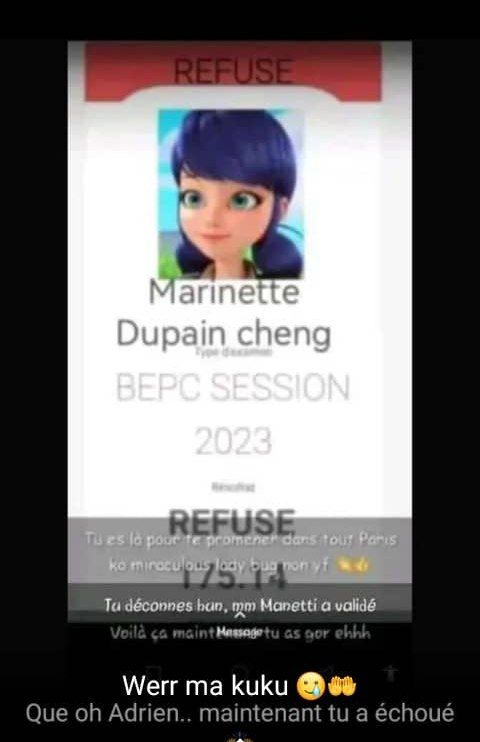 REFUSE
Marinette
Dupain cheng
Type d'examen
BEPC SESSION
2023
Résultat
REFUSE
175.14
Tu es là pour te promener dans tout Paris
ko miraculous lady bug non yf 👏👍
Tu déconnes han, mm Manetti a validé
Voilà ça maintenant tu as gor ehhh
Message
Werr ma kuku 🥲🤲
Que oh Adrien.. maintenant tu a échoué